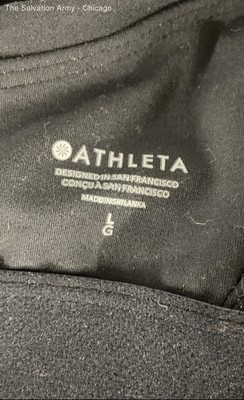 The Salvation Army - Chicago
ATHLETA
DESIGNED IN SAN FRANCISCO
CONÇU À SAN FRANCISCO
MADE IN SRI LANKA
L
G